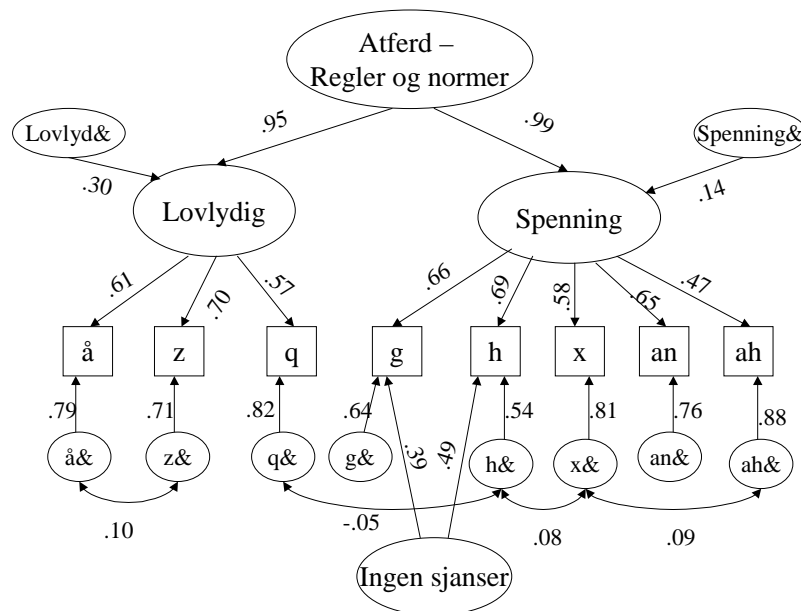 Atferd –
Regler og normer
Lovlyd&
.95
.99
Spenning&
.30
Lovlydig
Spenning
.14
.61
.70
.57
.66
.69
.58
.65
.47
å
z
q
g
h
x
an
ah
.79
.71
.82
.64
.39
.49
.54
.81
.76
.88
å&
z&
q&
g&
h&
x&
an&
ah&
.10
-.05
.08
.09
Ingen sjanser